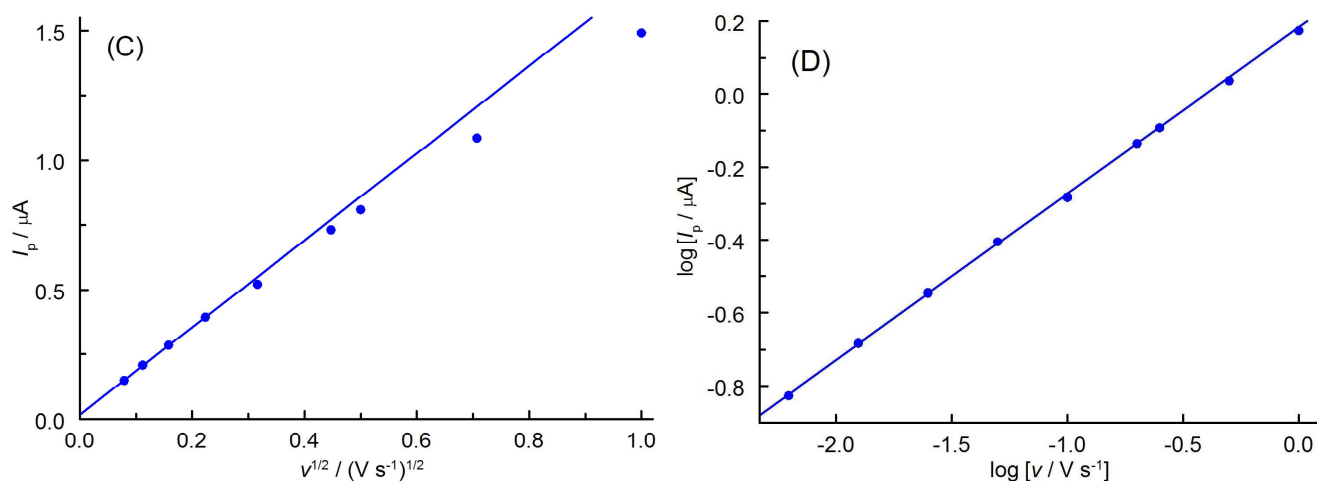 (C)
I_p / μA
1.5
1.0
0.5
0.0
0.0 0.2 0.4 0.6 0.8 1.0
v^{1/2} / (V s^{-1})^{1/2}
(D)
log [I_p / μA]
0.2
0.0
-0.2
-0.4
-0.6
-0.8
-2.0 -1.5 -1.0 -0.5 0.0
log [v / V s^{-1}]